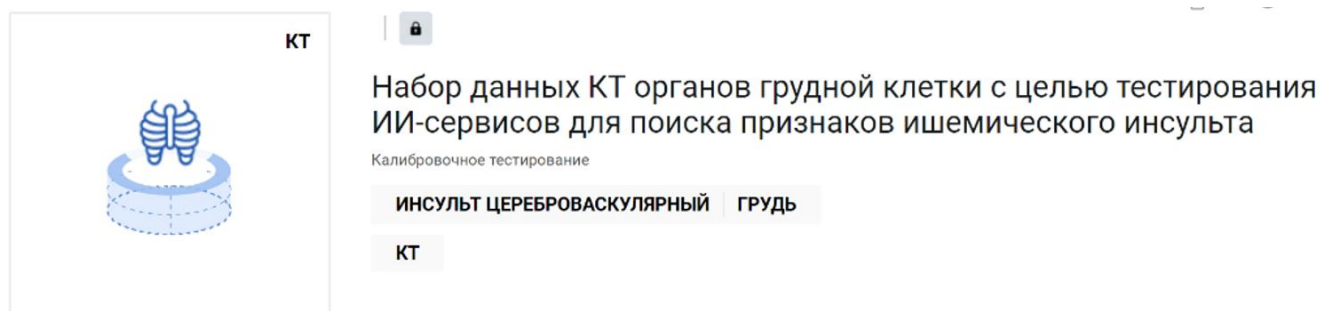 КТ
Набор данных КТ органов грудной клетки с целью тестирования
ИИ-сервисов для поиска признаков ишемического инсульта
Калибровочное тестирование
ИНСУЛЬТ ЦЕРЕБРОВАСКУЛЯРНЫЙ ГРУДЬ
КТ